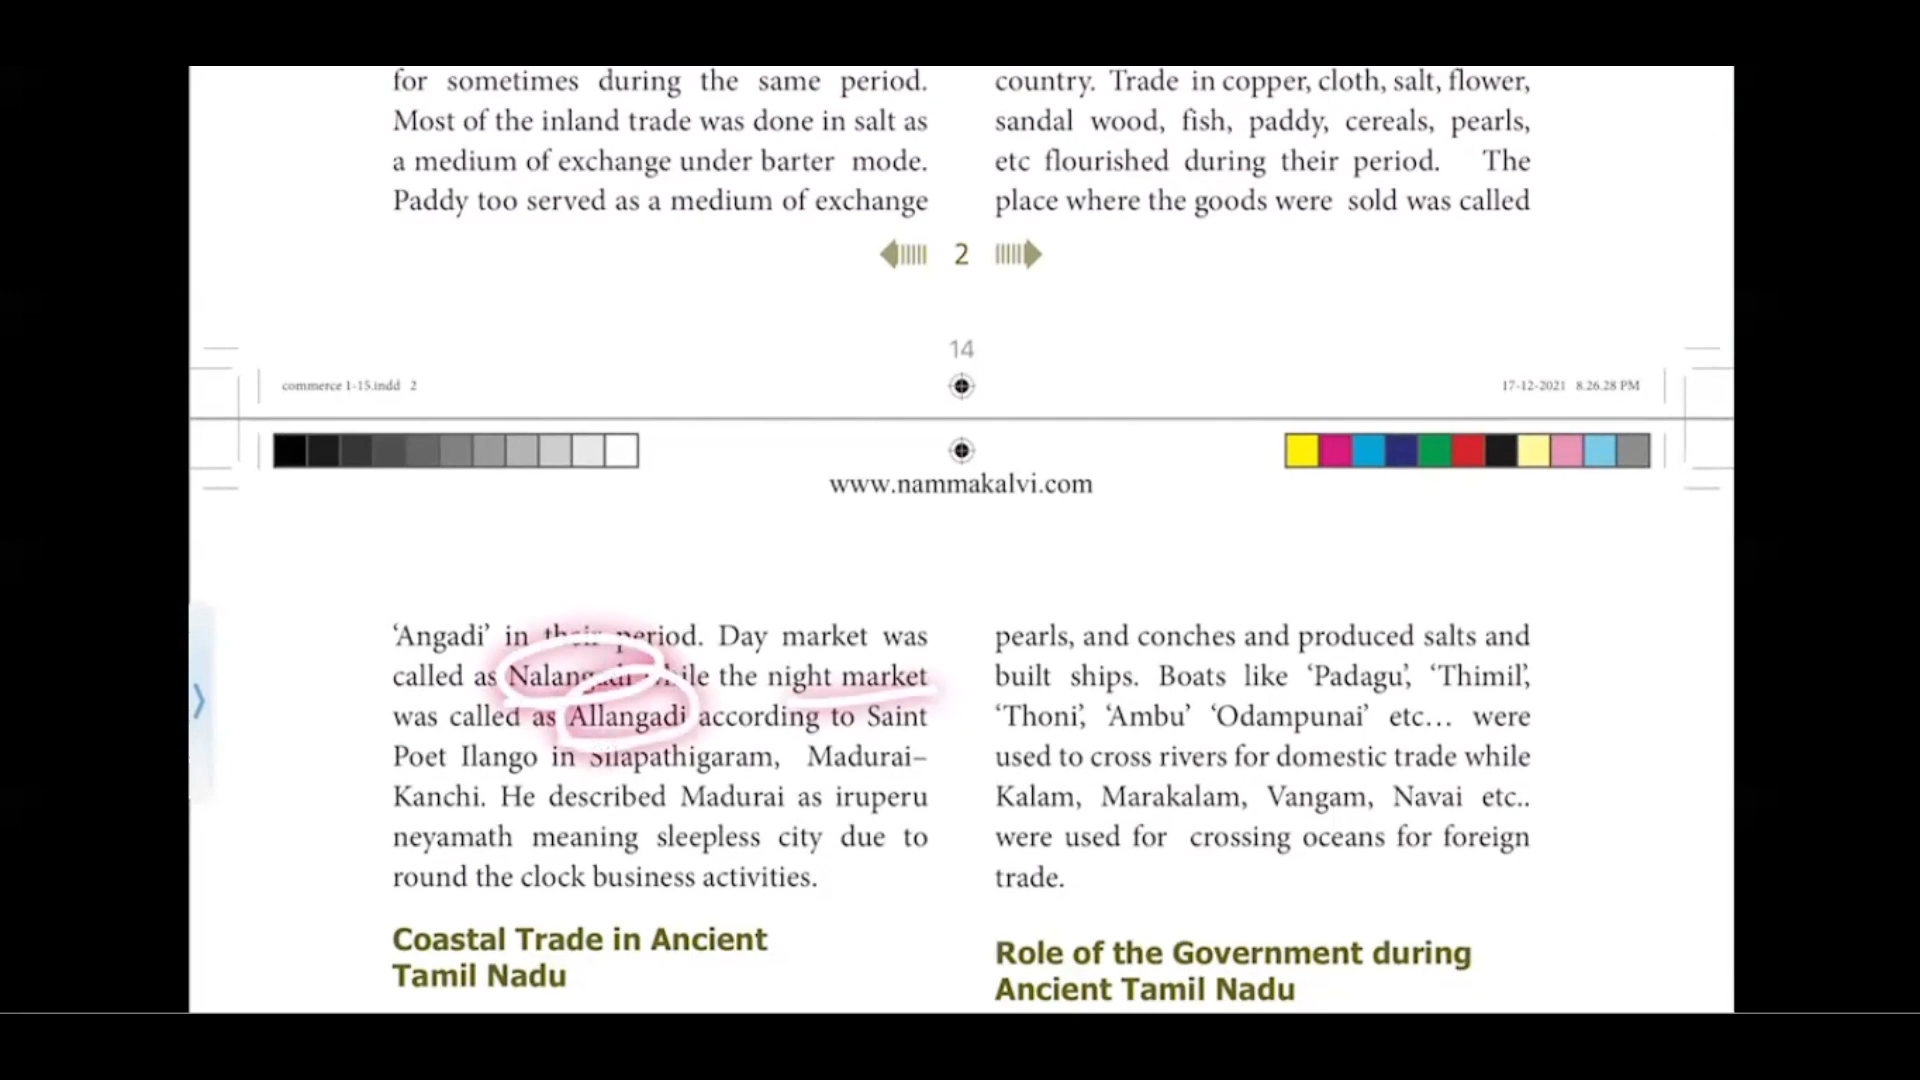 for sometimes during the same period.
Most of the inland trade was done in salt as
a medium of exchange under barter mode.
Paddy too served as a medium of exchange
country. Trade in copper, cloth, salt, flower,
sandal wood, fish, paddy, cereals, pearls,
etc flourished during their period. The
place where the goods were sold was called
2
14
commerce 1-15.indd 2
17-12-2021 8.26.28 PM
www.nammakalvi.com
‘Angadi’ in their period. Day market was
called as Nalangadi while the night market
was called as Allangadi according to Saint
Poet Ilango in Silapathigaram, Madurai–
Kanchi. He described Madurai as iruperu
neyamath meaning sleepless city due to
round the clock business activities.
Coastal Trade in Ancient
Tamil Nadu
pearls, and conches and produced salts and
built ships. Boats like ‘Padagu’, ‘Thimil’,
‘Thoni’, ‘Ambu’ ‘Odampunai’ etc… were
used to cross rivers for domestic trade while
Kalam, Marakalam, Vangam, Navai etc..
were used for crossing oceans for foreign
trade.
Role of the Government during
Ancient Tamil Nadu